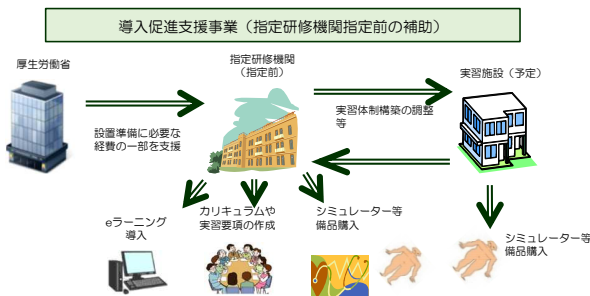 導入促進支援事業（指定研修機関指定前の補助）
厚生労働省
指定研修機関
（指定前）
実習施設（予定）
設置準備に必要な
経費の一部を支援
実習体制構築の調整
等
eラーニング
導入
カリキュラムや
実習要項の作成
シミュレーター等
備品購入
シミュレーター等
備品購入